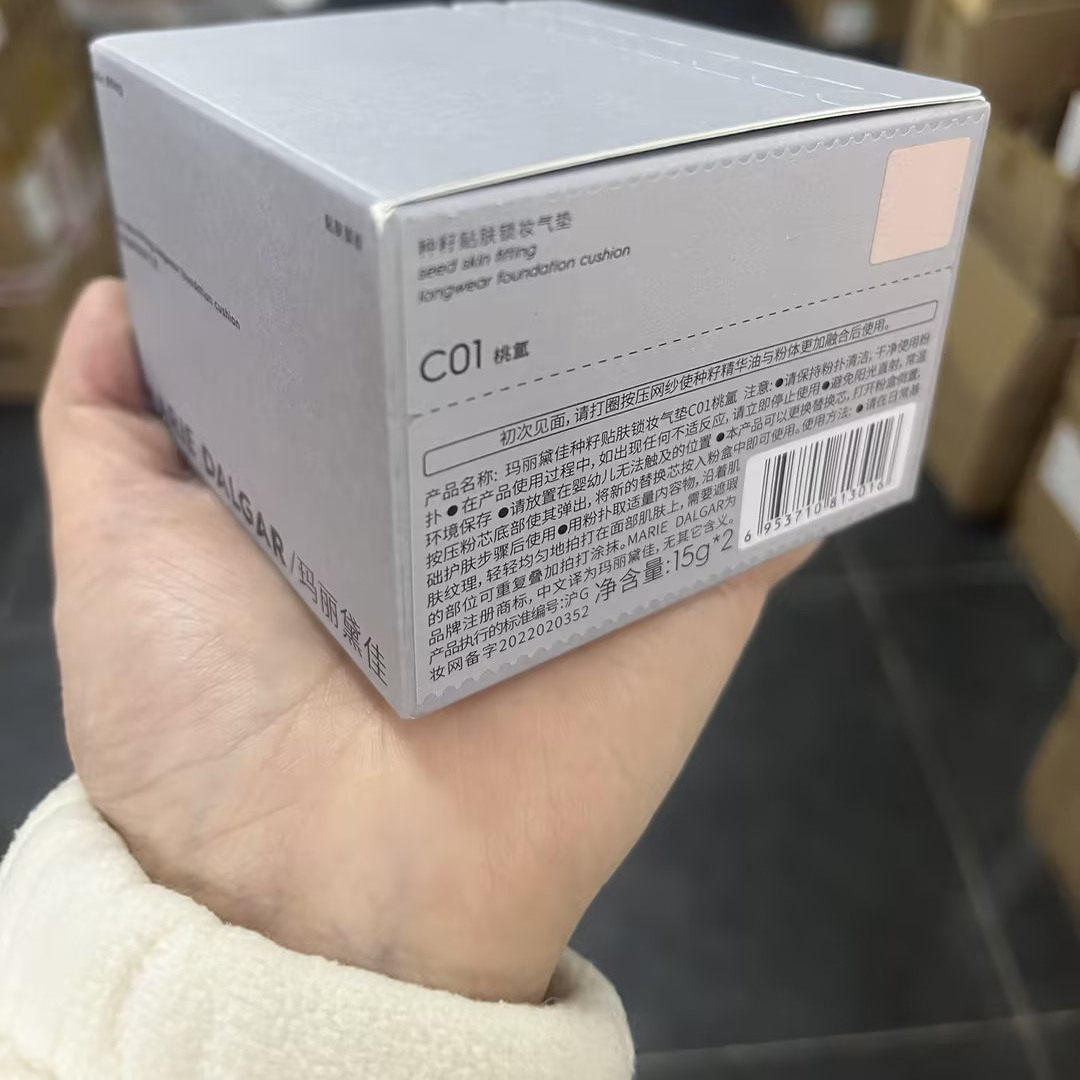 种籽贴肤锁妆气垫
seed skin fitting
longwear foundation cushion
C01 桃氩
初次见面,请打圈按压网纱使种籽精华油与粉体更加融合后使用。
产品名称: 玛丽黛佳种籽贴肤锁妆气垫C01桃氩 注意: ●请保持粉扑清洁, 干净使用粉
扑●在产品使用过程中, 如出现任何不适反应, 请立即停止使用●避免阳光直射, 常温
环境保存 ●请放置在婴幼儿无法触及的位置 ●本产品可以更换替换芯, 打开粉盒倒置,
按压粉芯底部使其弹出, 将新的替换芯按入粉盒中即可使用。使用方法: ●请在日常基
础护肤步骤后使用●用粉扑取适量内容物, 沿着肌
肤纹理, 轻轻均匀地拍打在面部肌肤上, 需要遮瑕
的部位可重复叠加拍打涂抹。MARIE DALGAR为
品牌注册商标, 中文译为玛丽黛佳, 无其它含义。
产品执行的标准编号:沪G
妆网备字2022020352
净含量:15g*2
6 953710 813016
foundation cushion
DALGAR/玛丽黛佳